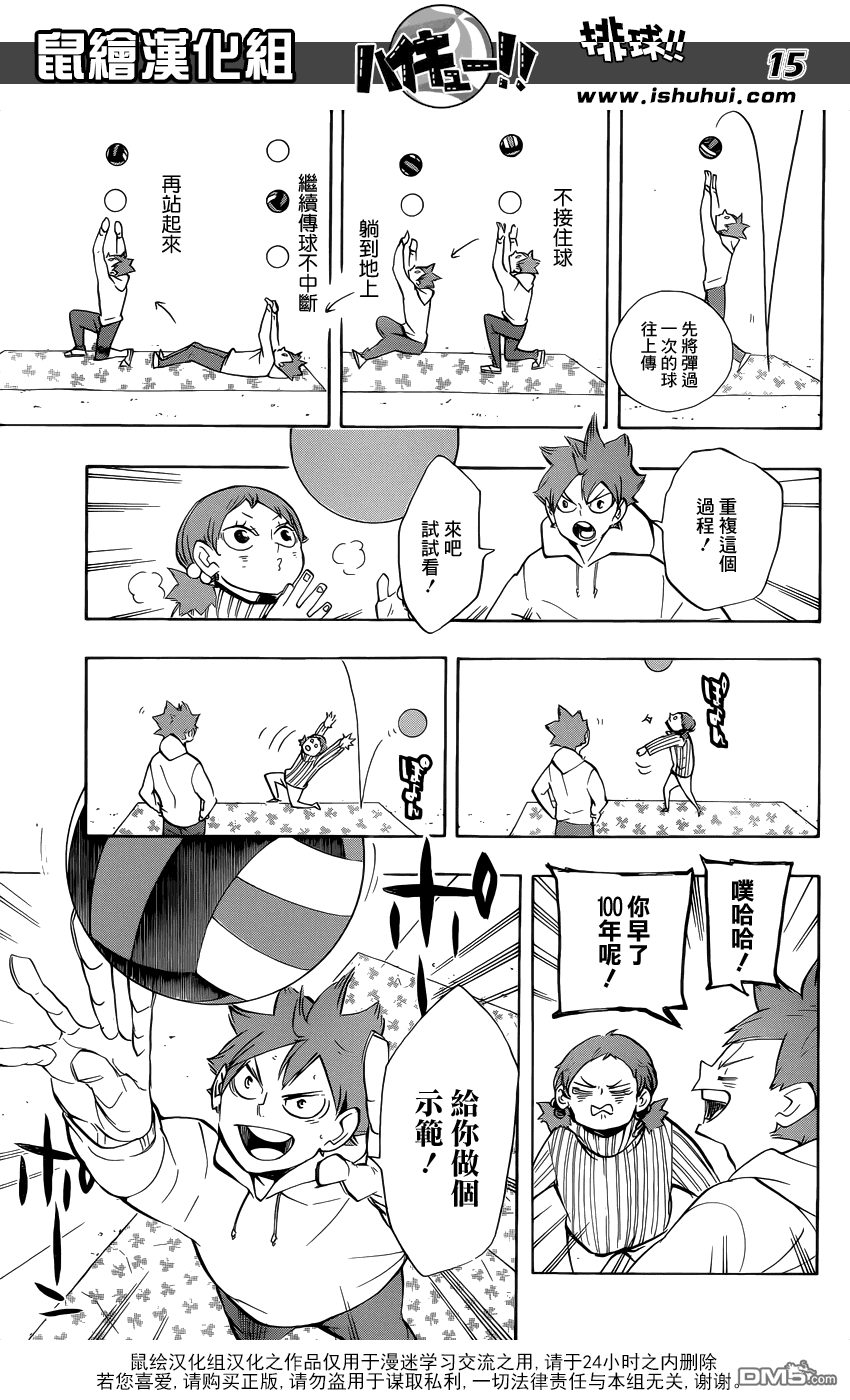 鼠繪漢化組
ハイキュー!!
排球!!
15
www.ishuhui.com
先將彈過
一次的球
往上傳
不接住球
躺到地上
繼續傳球不中斷
再站起來
重複這個
過程！
來吧
試試看！
噗哈哈！
你早了
100年呢！
給你做個
示範！
ポーン
ポーン
鼠绘汉化组汉化之作品仅用于漫迷学习交流之用,请于24小时之内删除
若您喜爱,请购买正版,请勿盗用于谋取私利,一切法律责任与本组无关,谢谢。
DM5.com